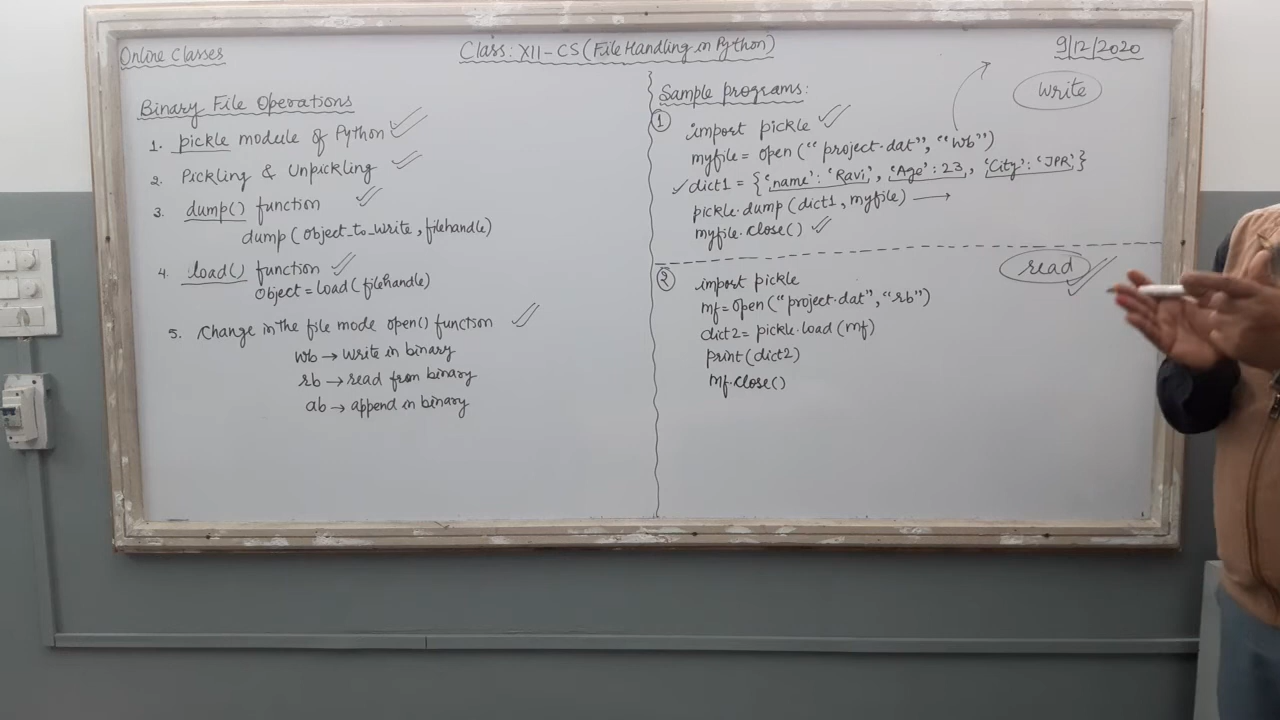 Online Classes
Class: XII-CS (File Handling in Python)
9/12/2020
Binary File Operations
1. pickle module of Python
2. Pickling & Unpickling
3. dump() function
dump(object_to_write, filehandle)
4. load() function
object = load(filehandle)
5. Change in the file mode open() function
wb → write in binary
rb → read from binary
ab → append in binary
Sample programs:
write
1
import pickle
myfile = open("project.dat", "wb")
dict1 = {'name': 'Ravi', 'Age': 23, 'City': 'JPR'}
pickle.dump(dict1, myfile) →
myfile.close()
read
2
import pickle
mf = open("project.dat", "rb")
dict2 = pickle.load(mf)
print(dict2)
mf.close()